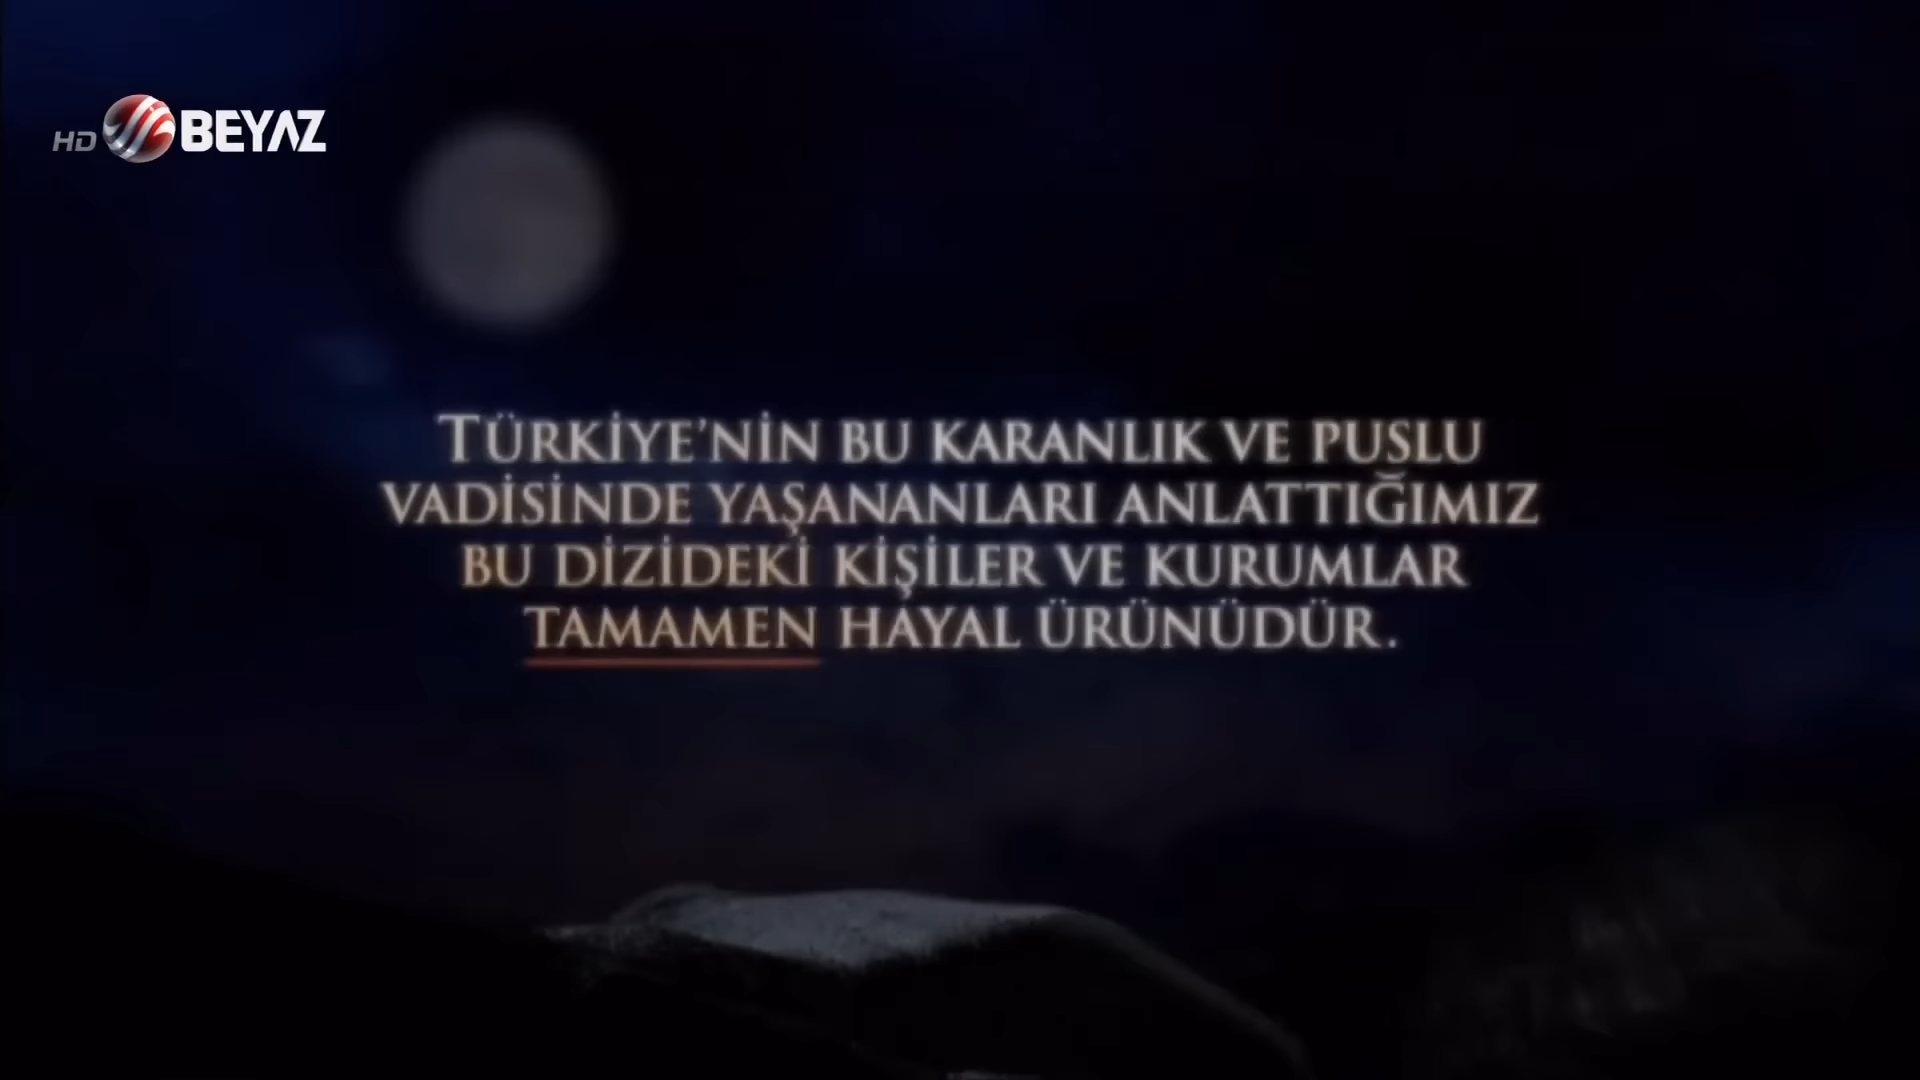 HD BEYAZ
TÜRKİYE'NİN BU KARANLIK VE PUSLU
VADİSİNDE YAŞANANLARI ANLATTIĞIMIZ
BU DİZİDEKİ KİŞİLER VE KURUMLAR
TAMAMEN HAYAL ÜRÜNÜDÜR.